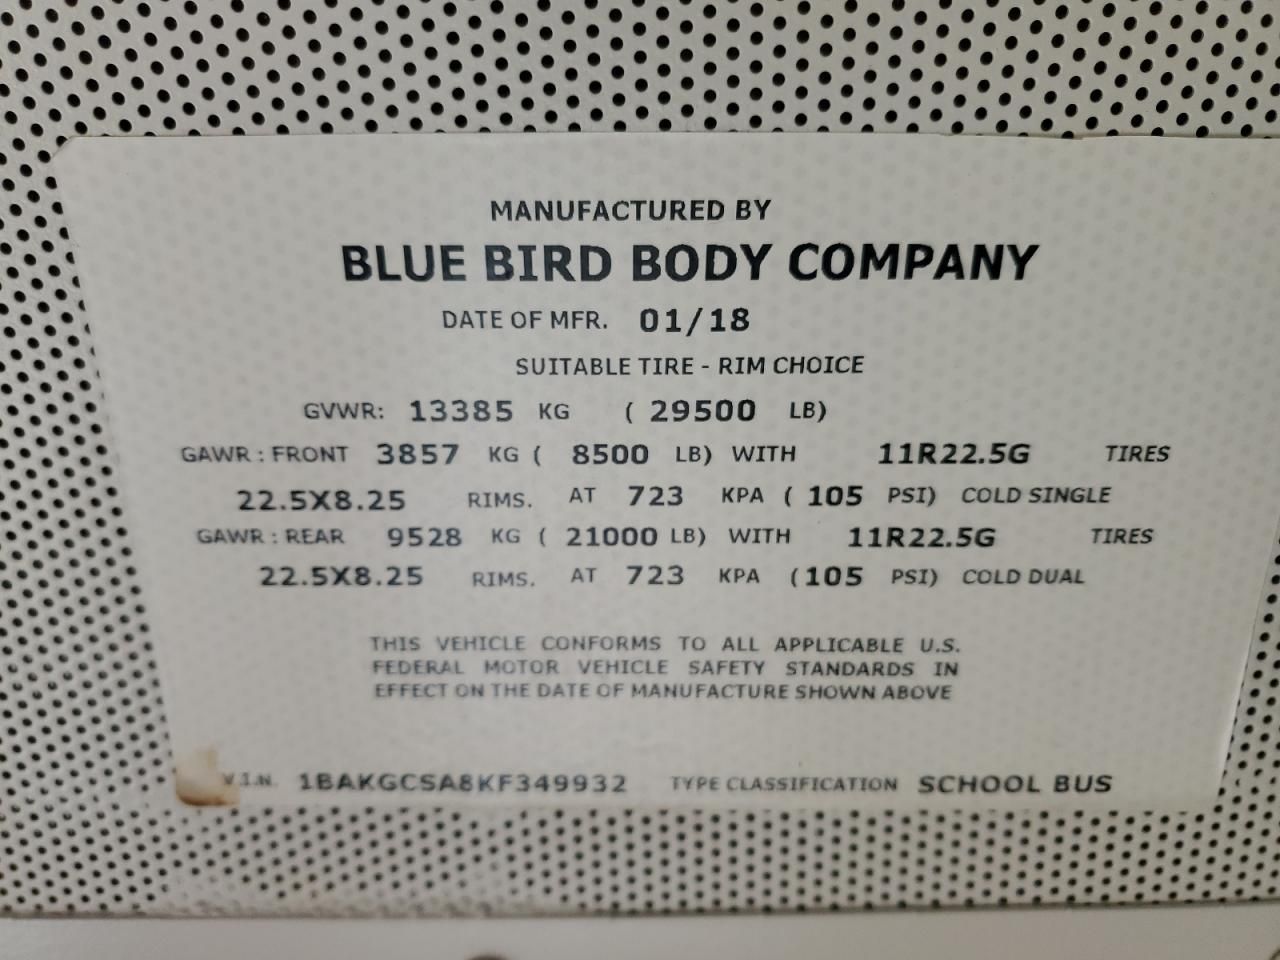 MANUFACTURED BY
BLUE BIRD BODY COMPANY
DATE OF MFR. 01/18
SUITABLE TIRE - RIM CHOICE
GVWR: 13385 KG ( 29500 LB)
GAWR : FRONT 3857 KG ( 8500 LB) WITH 11R22.5G TIRES
22.5X8.25 RIMS. AT 723 KPA ( 105 PSI) COLD SINGLE
GAWR : REAR 9528 KG ( 21000 LB) WITH 11R22.5G TIRES
22.5X8.25 RIMS. AT 723 KPA ( 105 PSI) COLD DUAL
THIS VEHICLE CONFORMS TO ALL APPLICABLE U.S.
FEDERAL MOTOR VEHICLE SAFETY STANDARDS IN
EFFECT ON THE DATE OF MANUFACTURE SHOWN ABOVE
V.I.N. 1BAKGCSA8KF349932 TYPE CLASSIFICATION SCHOOL BUS